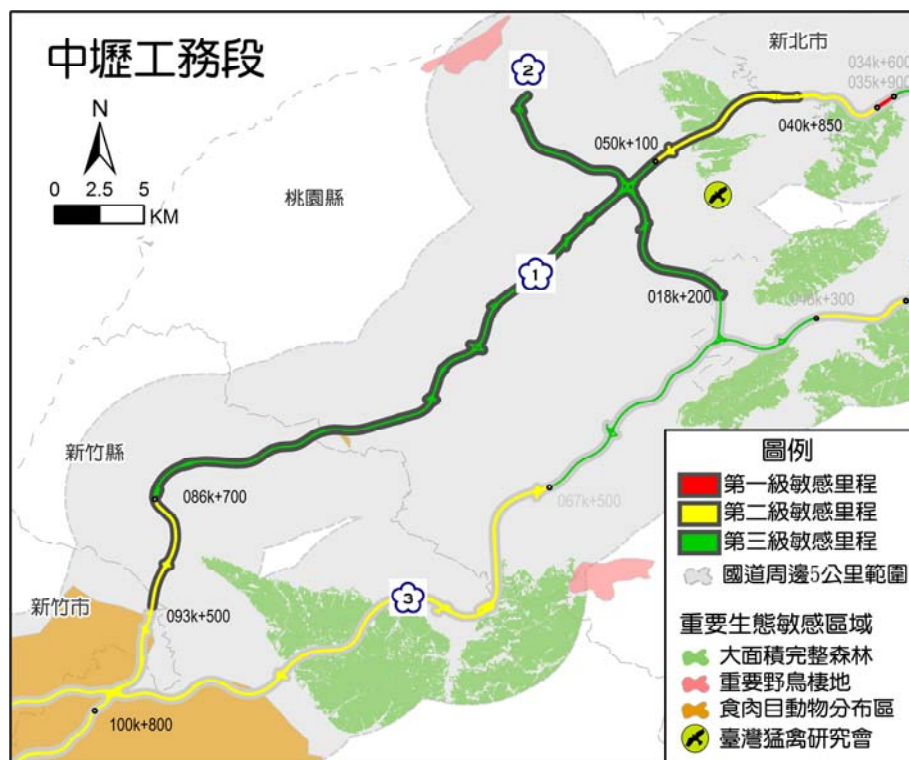 中壢工務段
新北市
034k+600
035k+900
2
N
050k+100
040k+850
0 2.5 5
KM
桃園縣
1
018k+200
046k+300
新竹縣
086k+700
067k+500
圖例
第一級敏感里程
第二級敏感里程
第三級敏感里程
國道周邊5公里範圍
新竹市
093k+500
3
重要生態敏感區域
大面積完整森林
重要野鳥棲地
食肉目動物分布區
臺灣猛禽研究會
100k+800